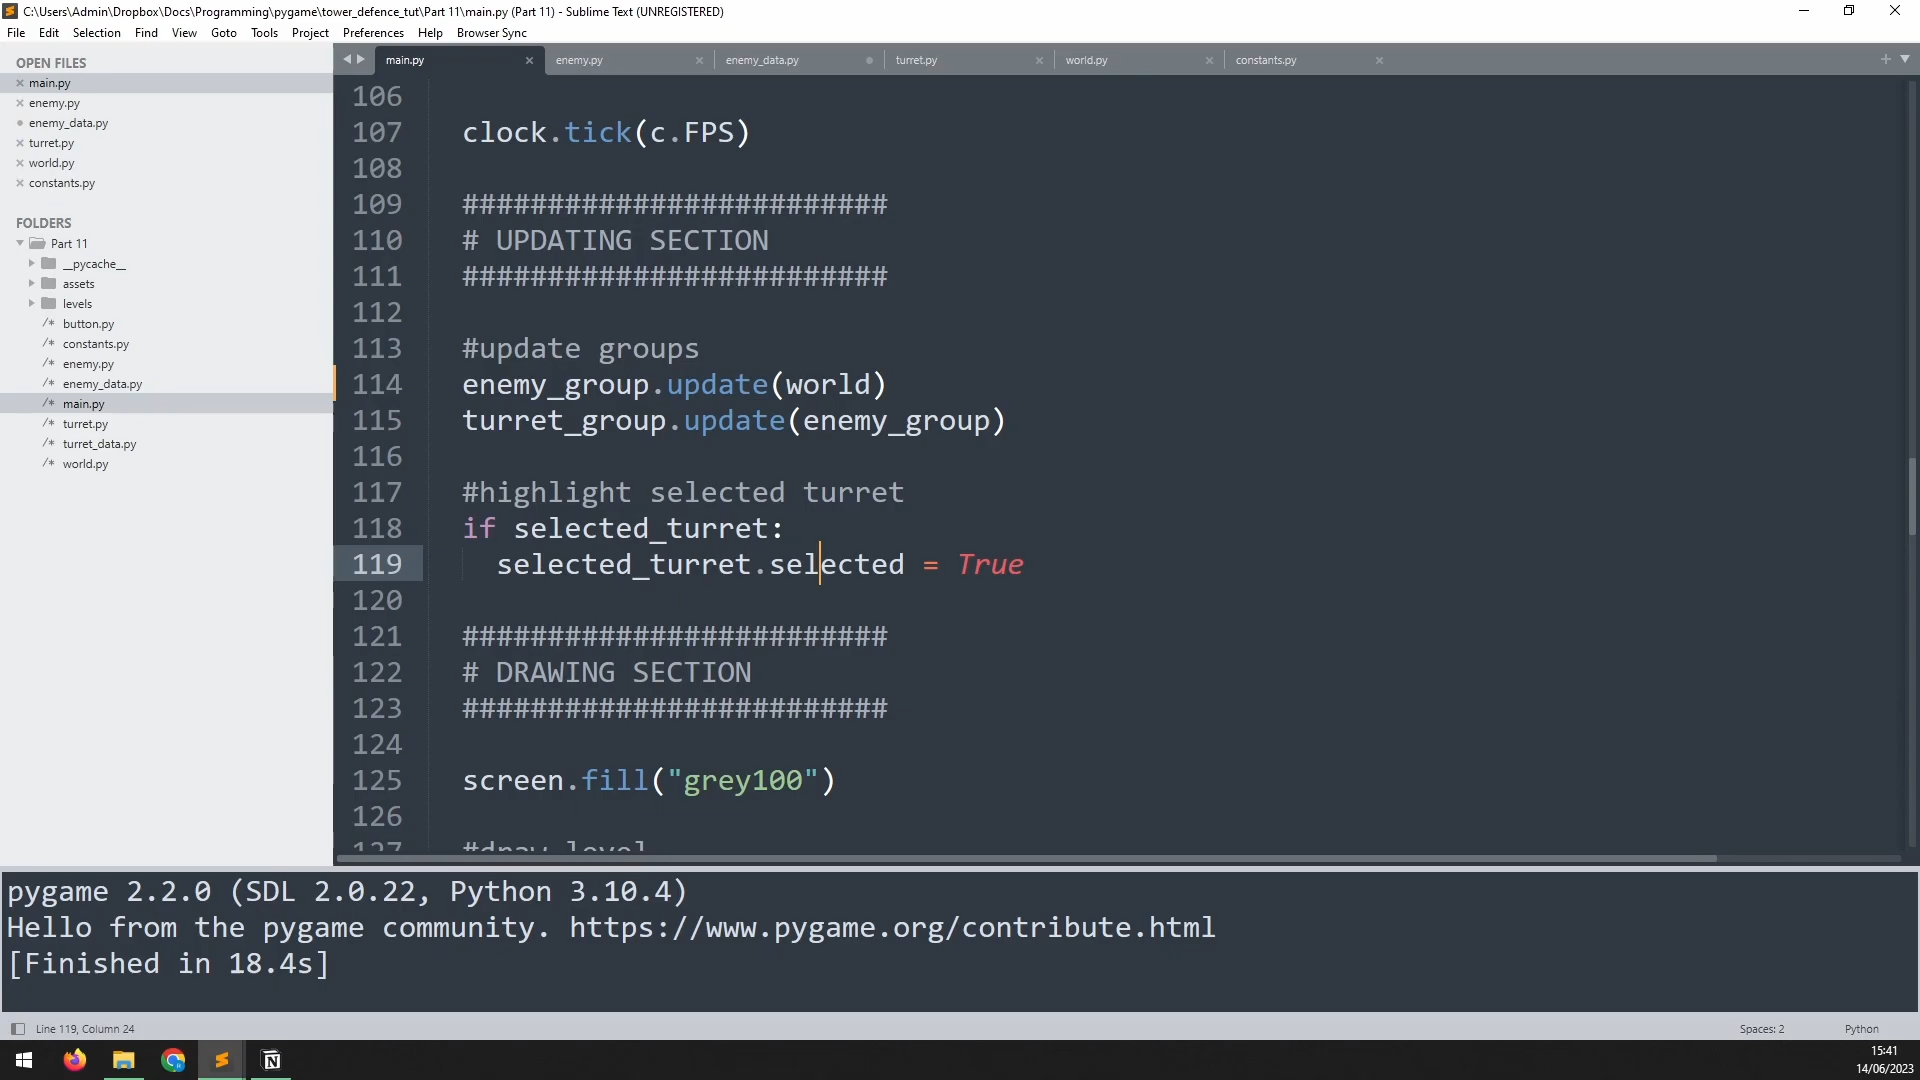 C:\Users\Admin\Dropbox\Docs\Programming\pygame\tower_defence_tut\Part 11\main.py (Part 11) - Sublime Text (UNREGISTERED)
File Edit Selection Find View Goto Tools Project Preferences Help Browser Sync
OPEN FILES
main.py
enemy.py
enemy_data.py
turret.py
world.py
constants.py
FOLDERS
Part 11
__pycache__
assets
levels
/* button.py
/* constants.py
/* enemy.py
/* enemy_data.py
/* main.py
/* turret.py
/* turret_data.py
/* world.py
main.py enemy.py enemy_data.py turret.py world.py constants.py
106
107 clock.tick(c.FPS)
108
109 #########################
110 # UPDATING SECTION
111 #########################
112
113 #update groups
114 enemy_group.update(world)
115 turret_group.update(enemy_group)
116
117 #highlight selected turret
118 if selected_turret:
119 selected_turret.selected = True
120
121 #########################
122 # DRAWING SECTION
123 #########################
124
125 screen.fill("grey100")
126
127 #draw level
pygame 2.2.0 (SDL 2.0.22, Python 3.10.4)
Hello from the pygame community. https://www.pygame.org/contribute.html
[Finished in 18.4s]
Line 119, Column 24
Spaces: 2
Python
15:41
14/06/2023